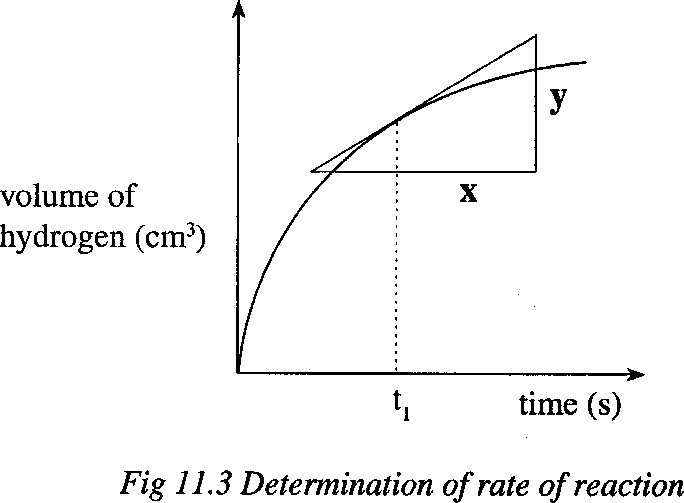 y
x
volume of
hydrogen (cm³)
t₁
time (s)
Fig 11.3 Determination of rate of reaction